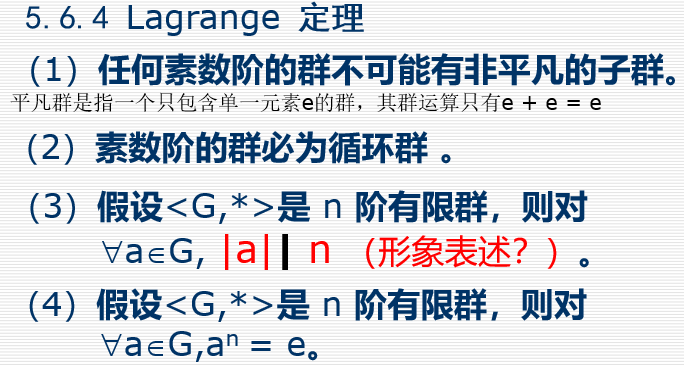 5.6.4 Lagrange 定理
（1）任何素数阶的群不可能有非平凡的子群。
平凡群是指一个只包含单一元素e的群，其群运算只有e + e = e
（2）素数阶的群必为循环群 。
（3）假设<G,*>是 n 阶有限群，则对
∀a∈G, |a|| n （形象表述？）。
（4）假设<G,*>是 n 阶有限群，则对
∀a∈G,aⁿ = e。